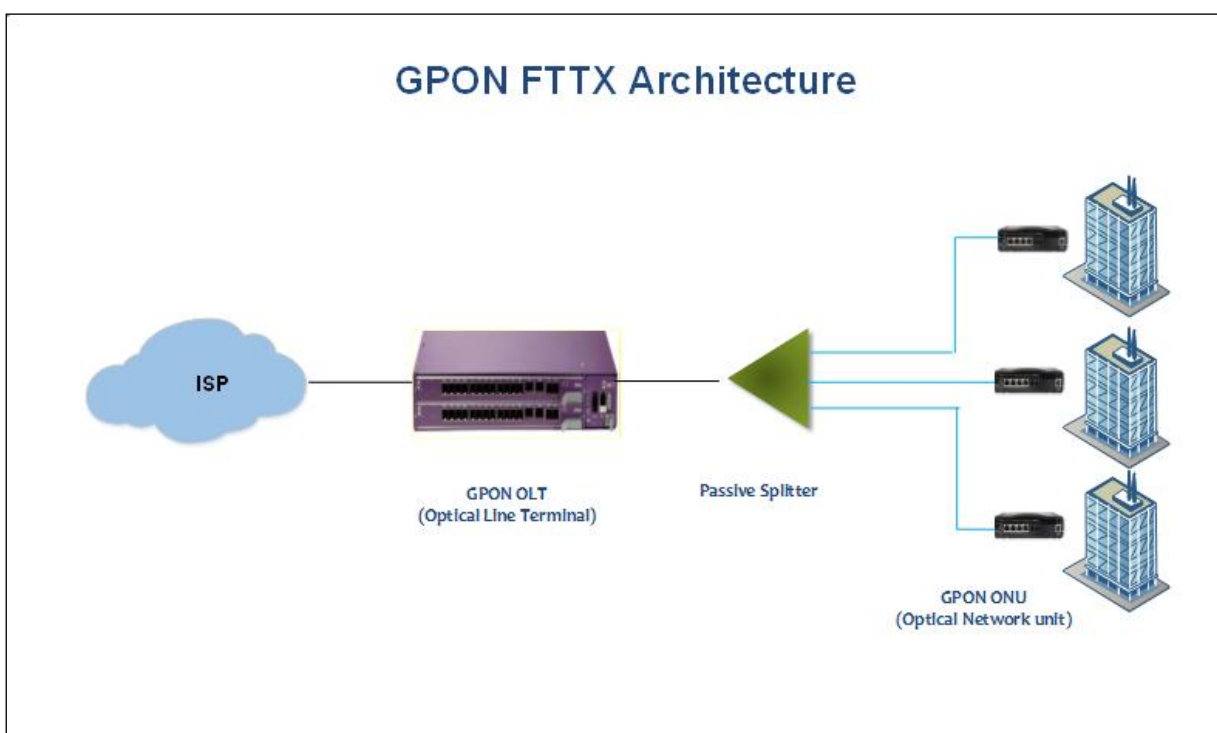 GPON FTTX Architecture
ISP
GPON OLT
(Optical Line Terminal)
Passive Splitter
GPON ONU
(Optical Network unit)